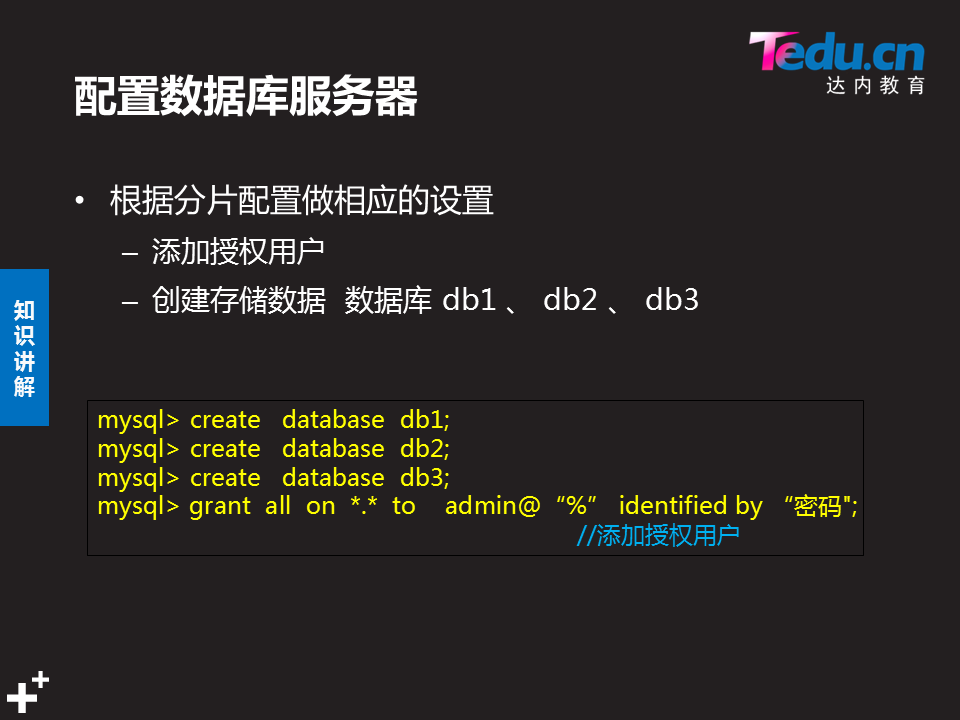 Tedu.cn
达内教育
配置数据库服务器
• 根据分片配置做相应的设置
– 添加授权用户
– 创建存储数据 数据库 db1 、 db2 、 db3
知
识
讲
解
mysql> create database db1;
mysql> create database db2;
mysql> create database db3;
mysql> grant all on *.* to admin@“%” identified by “密码";
//添加授权用户